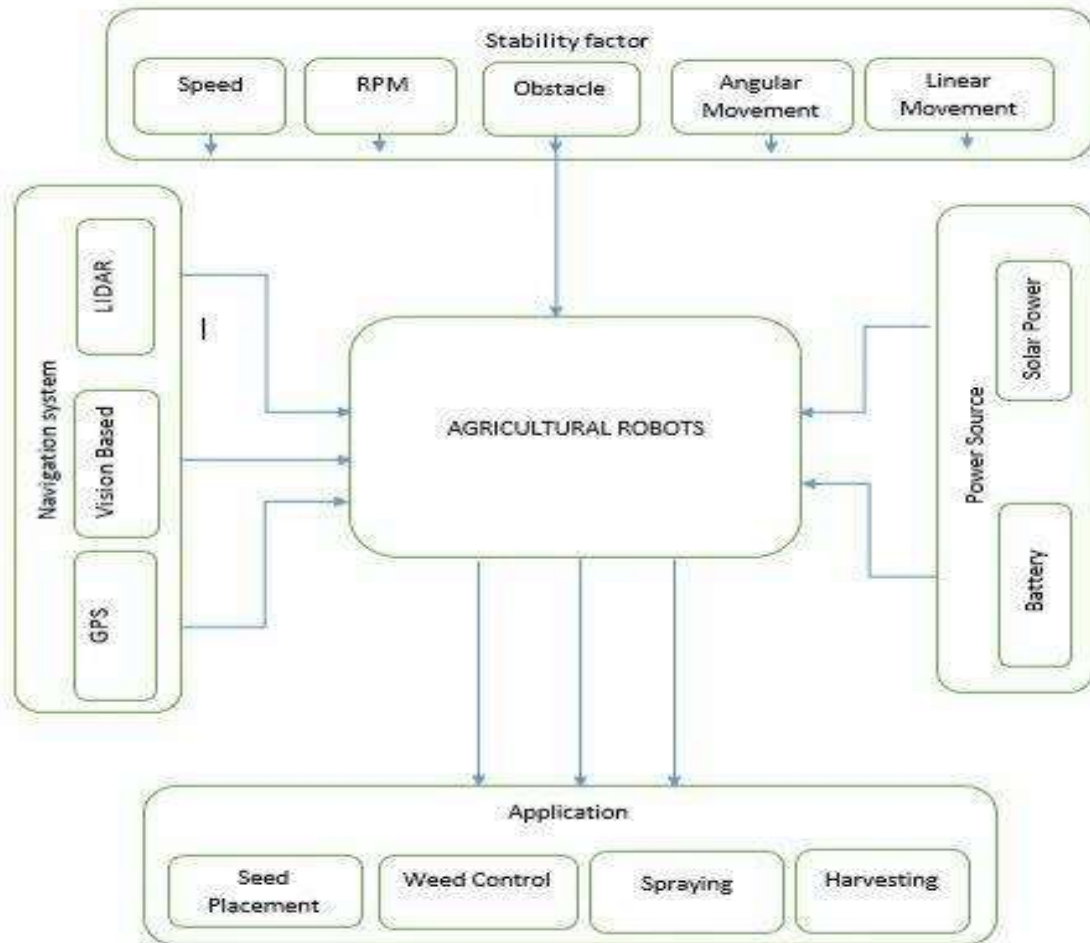 Stability factor
Speed
RPM
Obstacle
Angular
Movement
Linear
Movement
Navigation system
LIDAR
Vision Based
GPS
AGRICULTURAL ROBOTS
Power Source
Solar Power
Battery
Application
Seed
Placement
Weed Control
Spraying
Harvesting